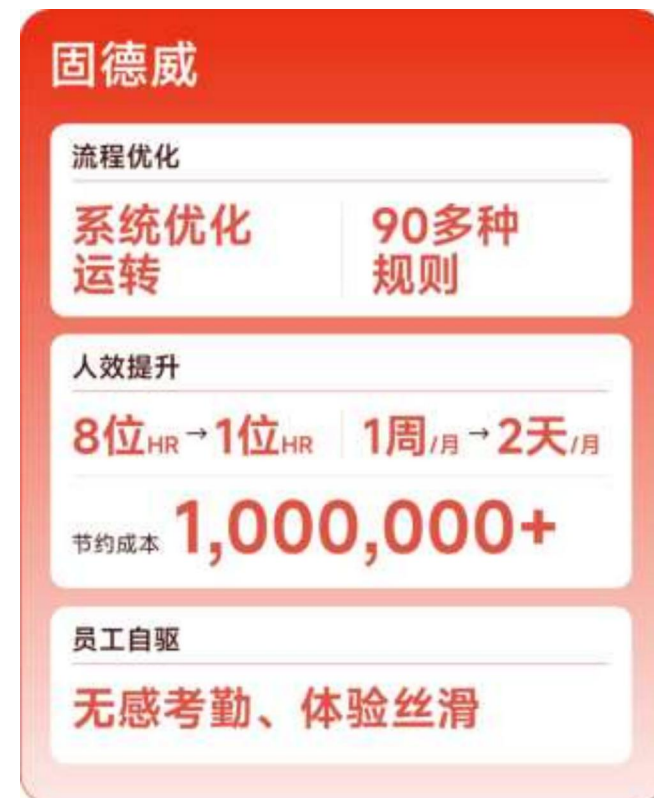 固德威
流程优化
系统优化
运转
90多种
规则
人效提升
8位HR→1位HR
1周/月→2天/月
节约成本 1,000,000+
员工自驱
无感考勤、体验丝滑